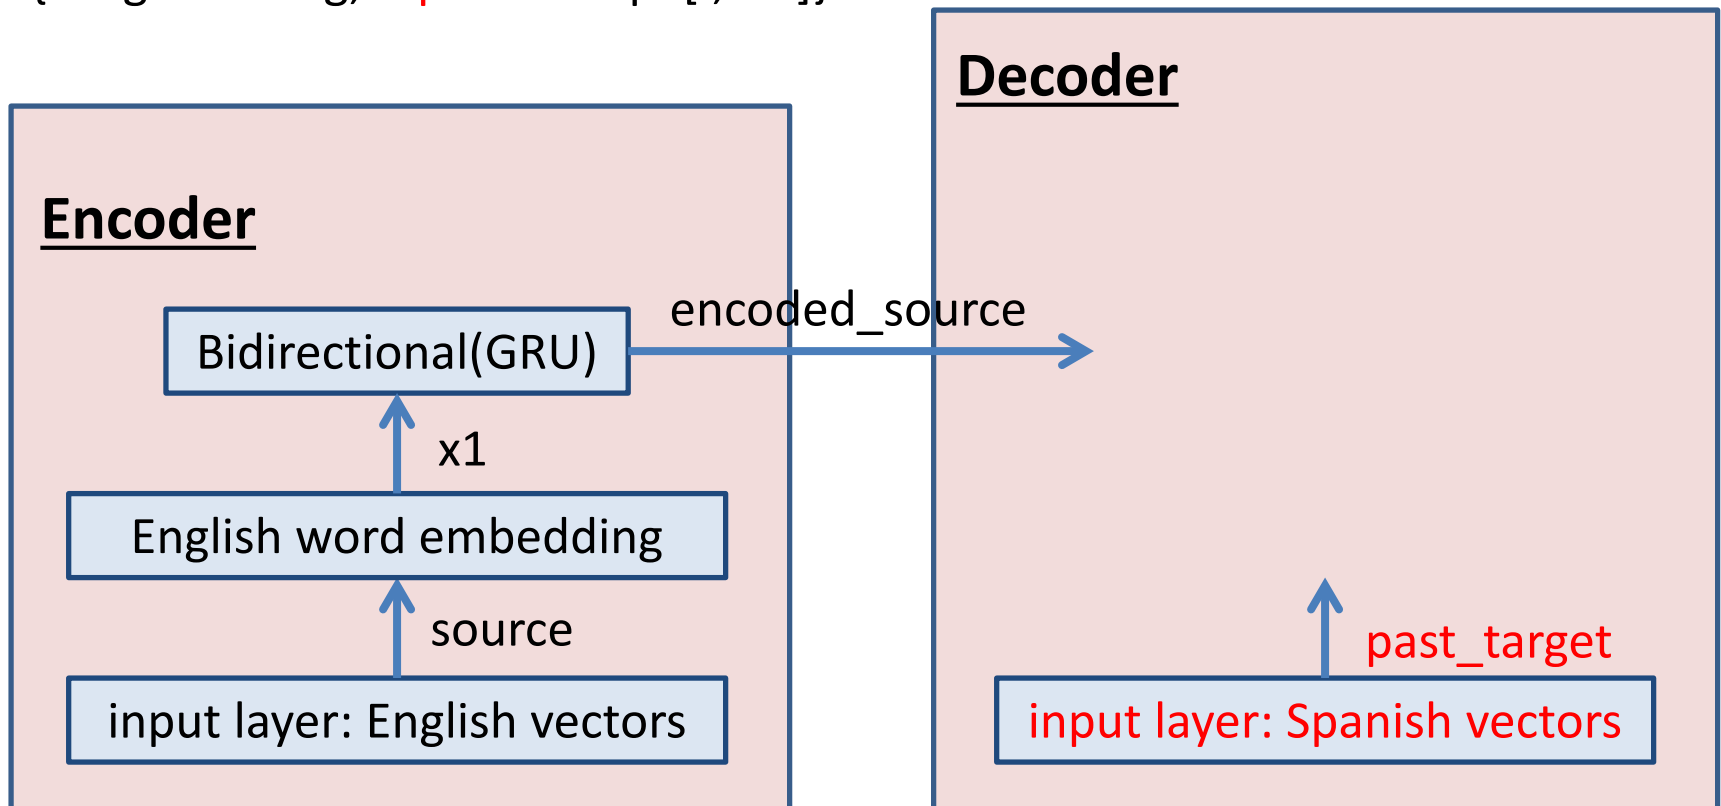 Decoder
Encoder
encoded_source
Bidirectional(GRU)
x1
English word embedding
source
past_target
input layer: English vectors
input layer: Spanish vectors